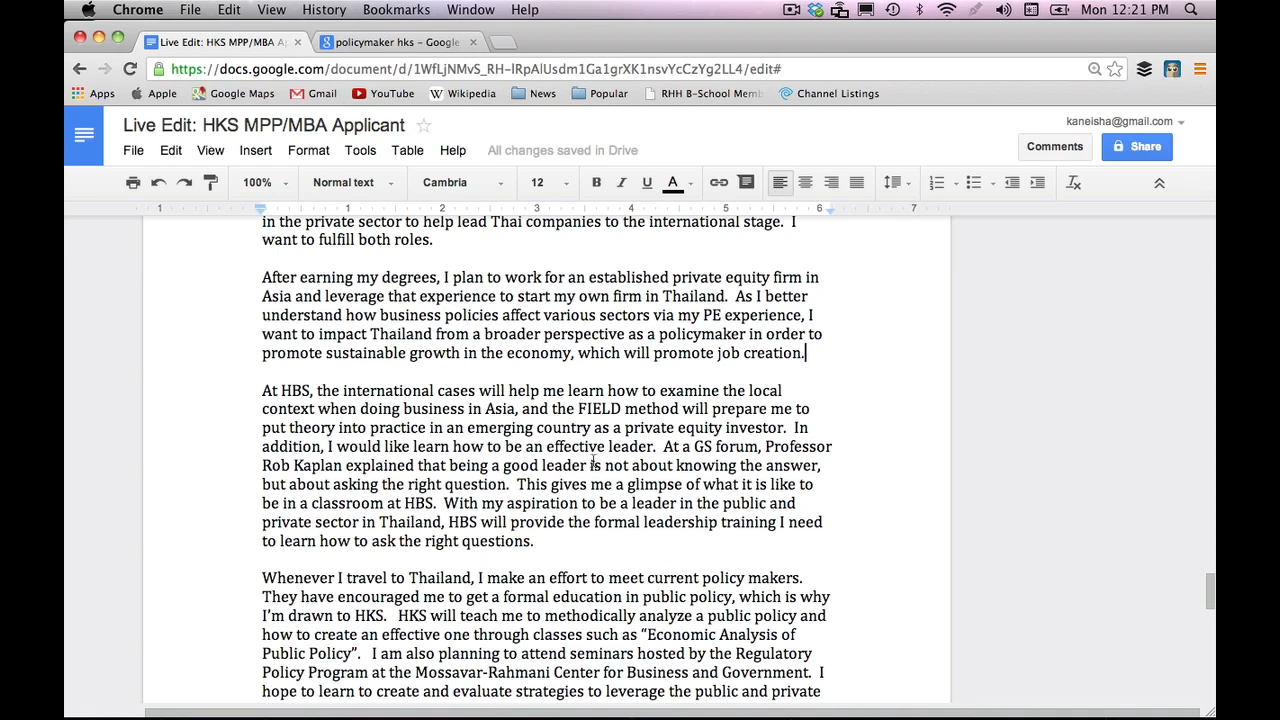 Chrome File Edit View History Bookmarks Window Help Mon 12:21 PM
Live Edit: HKS MPP/MBA A policymaker hks - Google
https://docs.google.com/document/d/1WfLjNMvS_RH-lRpAlUsdm1Ga1grXK1nsvYcCzYg2LL4/edit#
Apps Apple Google Maps Gmail YouTube Wikipedia News Popular RHH B-School Memb Channel Listings
Live Edit: HKS MPP/MBA Applicant kaneisha@gmail.com
File Edit View Insert Format Tools Table Help All changes saved in Drive Comments Share
100% Normal text Cambria 12 B I U A
1 1 2 3 4 5 6 7
in the private sector to help lead Thai companies to the international stage.  I
want to fulfill both roles.
After earning my degrees, I plan to work for an established private equity firm in
Asia and leverage that experience to start my own firm in Thailand.  As I better
understand how business policies affect various sectors via my PE experience, I
want to impact Thailand from a broader perspective as a policymaker in order to
promote sustainable growth in the economy, which will promote job creation.
At HBS, the international cases will help me learn how to examine the local
context when doing business in Asia, and the FIELD method will prepare me to
put theory into practice in an emerging country as a private equity investor.  In
addition, I would like learn how to be an effective leader.  At a GS forum, Professor
Rob Kaplan explained that being a good leader is not about knowing the answer,
but about asking the right question.  This gives me a glimpse of what it is like to
be in a classroom at HBS.  With my aspiration to be a leader in the public and
private sector in Thailand, HBS will provide the formal leadership training I need
to learn how to ask the right questions.
Whenever I travel to Thailand, I make an effort to meet current policy makers.
They have encouraged me to get a formal education in public policy, which is why
I'm drawn to HKS.   HKS will teach me to methodically analyze a public policy and
how to create an effective one through classes such as “Economic Analysis of
Public Policy”.   I am also planning to attend seminars hosted by the Regulatory
Policy Program at the Mossavar-Rahmani Center for Business and Government.  I
hope to learn to create and evaluate strategies to leverage the public and private